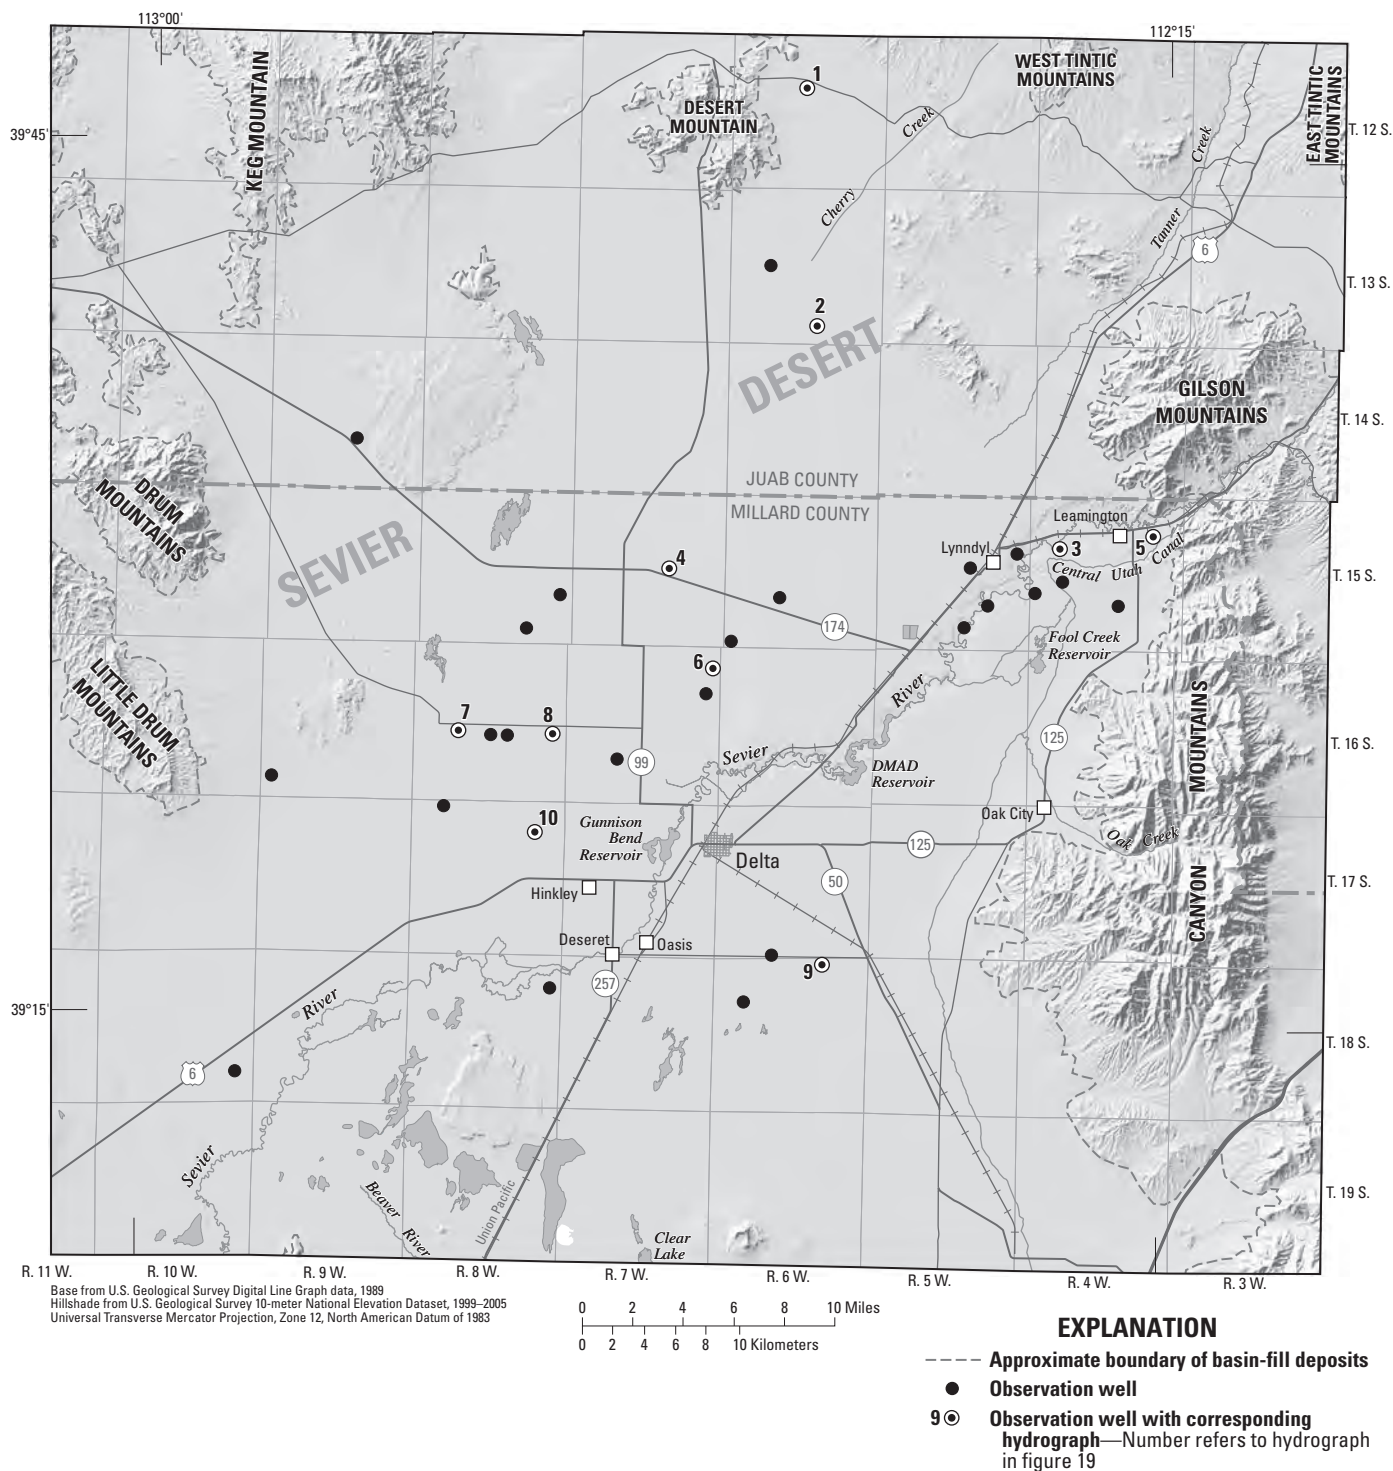 113°00'
112°15'
39°45'
39°15'
KEG MOUNTAIN
DESERT
MOUNTAIN
1
WEST TINTIC
MOUNTAINS
EAST TINTIC
MOUNTAINS
T. 12 S.
Cherry Creek
Tanner Creek
6
T. 13 S.
2
SEVIER DESERT
GILSON
MOUNTAINS
T. 14 S.
DRUM
MOUNTAINS
JUAB COUNTY
MILLARD COUNTY
Leamington
Lynndyl
3
5
4
Central Utah Canal
T. 15 S.
174
Fool Creek
Reservoir
LITTLE DRUM
MOUNTAINS
6
River
7
8
99
Sevier
125
T. 16 S.
DMAD
Reservoir
CANYON MOUNTAINS
Oak City
10
Gunnison
Bend
Reservoir
Oak Creek
125
Delta
50
T. 17 S.
Hinkley
Deseret
Oasis
9
257
River
T. 18 S.
6
Sevier
Beaver River
Union Pacific
Clear
Lake
T. 19 S.
R. 11 W.
R. 10 W.
R. 9 W.
R. 8 W.
R. 7 W.
R. 6 W.
R. 5 W.
R. 4 W.
R. 3 W.
Base from U.S. Geological Survey Digital Line Graph data, 1989
Hillshade from U.S. Geological Survey 10-meter National Elevation Dataset, 1999–2005
Universal Transverse Mercator Projection, Zone 12, North American Datum of 1983
0 2 4 6 8 10 Miles
0 2 4 6 8 10 Kilometers
EXPLANATION
Approximate boundary of basin-fill deposits
Observation well
9 Observation well with corresponding
hydrograph—Number refers to hydrograph
in figure 19